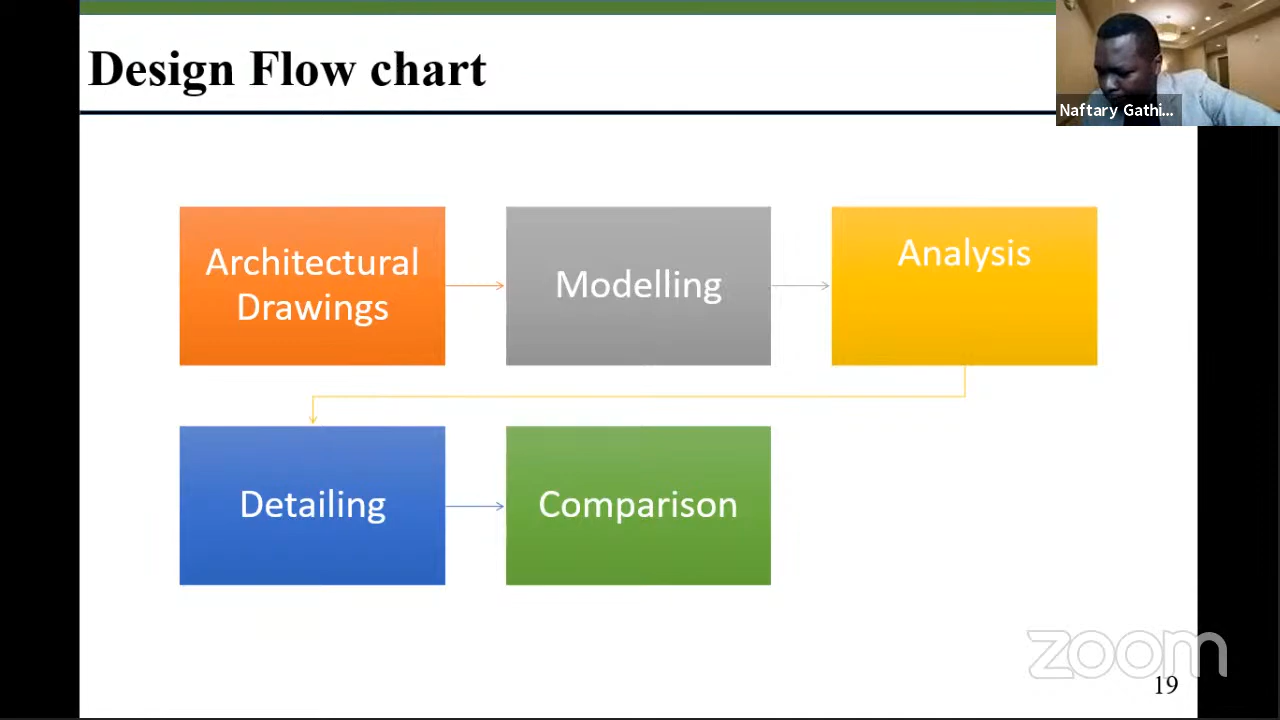 Design Flow chart
Naftary Gathi...
Architectural
Drawings
Modelling
Analysis
Detailing
Comparison
zoom
19